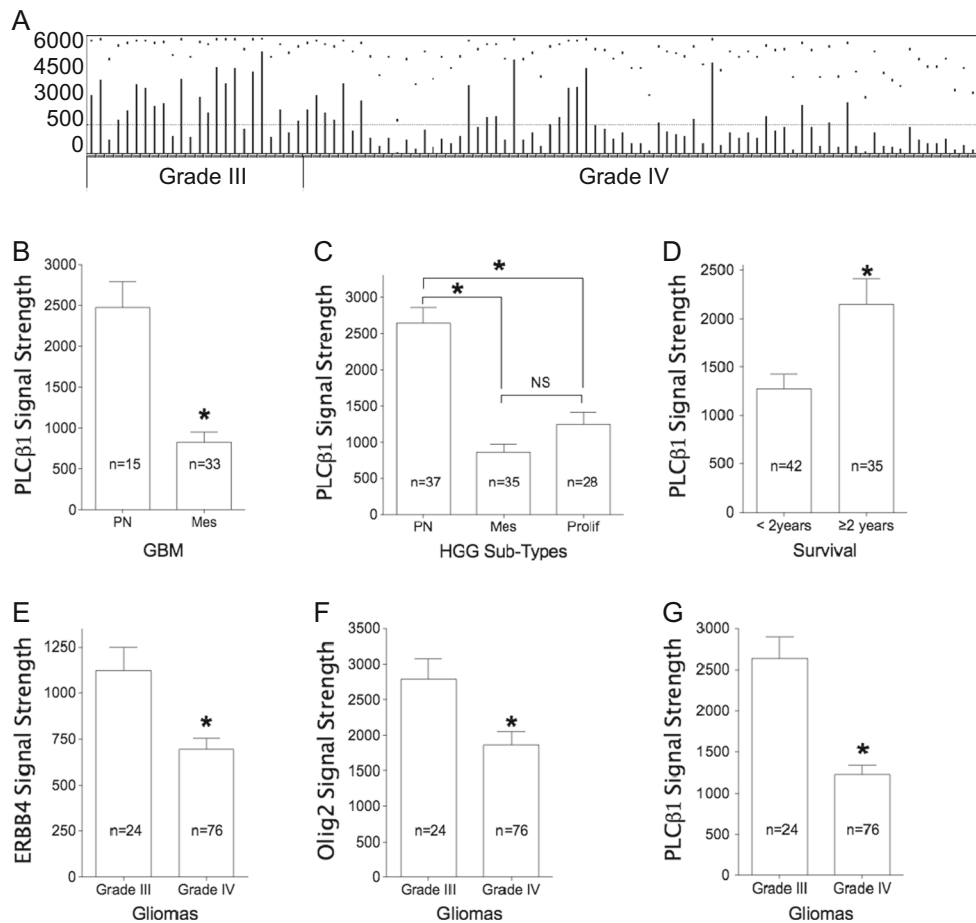 A
6000
4500
3000
500
0
Grade III
Grade IV
B
PLCβ1 Signal Strength
3000
2500
2000
1500
1000
500
0
*
n=15
n=33
PN
Mes
GBM
C
PLCβ1 Signal Strength
3000
2500
2000
1500
1000
500
0
*
*
NS
n=37
n=35
n=28
PN
Mes
Prolif
HGG Sub-Types
D
PLCβ1 Signal Strength
2500
2000
1500
1000
500
0
*
n=42
n=35
< 2years
≥2 years
Survival
E
ERBB4 Signal Strength
1250
1000
750
500
250
0
*
n=24
n=76
Grade III
Grade IV
Gliomas
F
Olig2 Signal Strength
3500
3000
2500
2000
1500
1000
500
0
*
n=24
n=76
Grade III
Grade IV
Gliomas
G
PLCβ1 Signal Strength
3000
2500
2000
1500
1000
500
0
*
n=24
n=76
Grade III
Grade IV
Gliomas